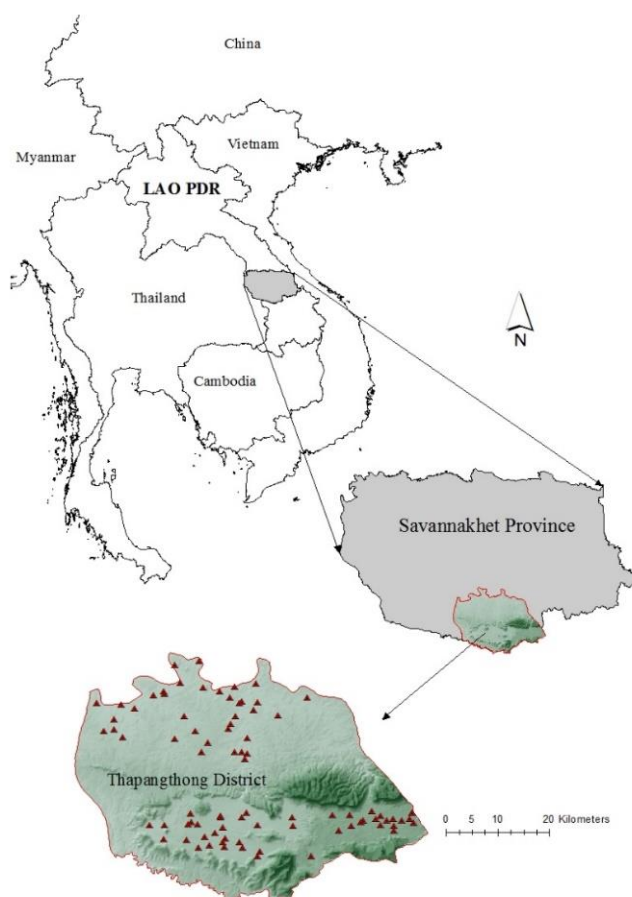 China
Vietnam
Myanmar
LAO PDR
Thailand
N
Cambodia
Savannakhet Province
Thapangthong District
0 5 10 20 Kilometers